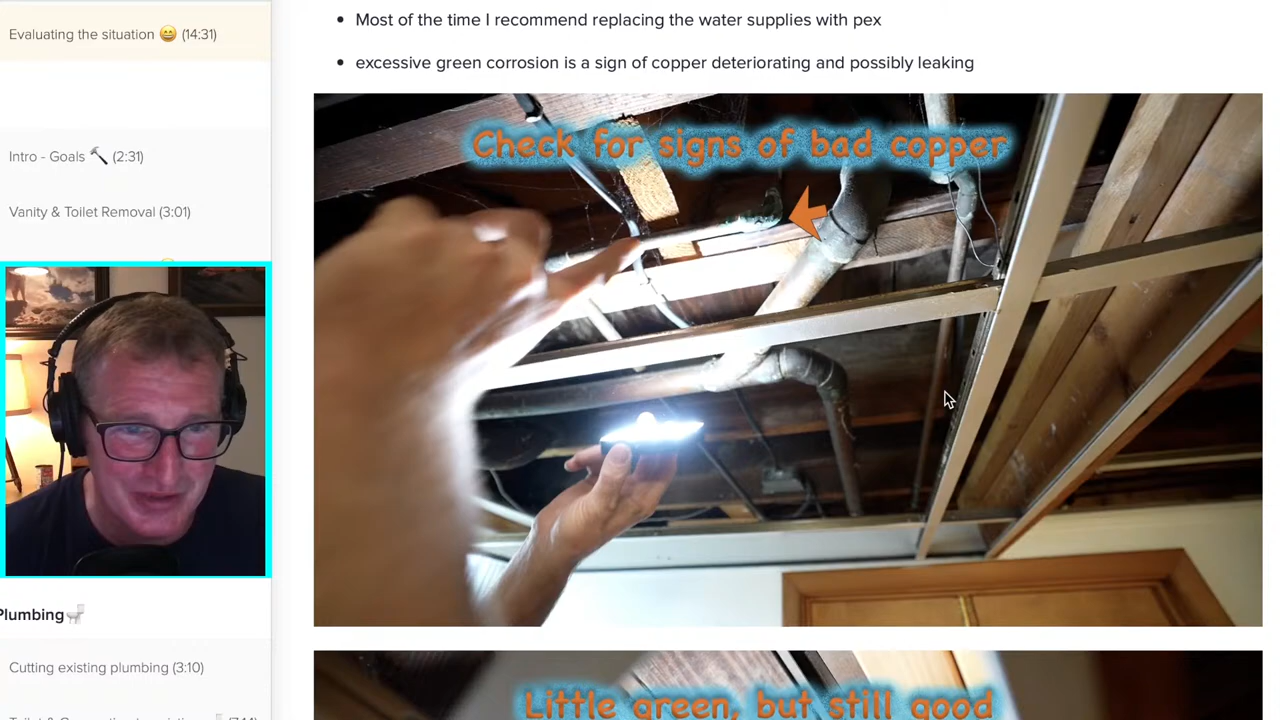 Evaluating the situation 😄 (14:31)
Intro - Goals 🔨 (2:31)
Vanity & Toilet Removal (3:01)
Plumbing🚽
Cutting existing plumbing (3:10)
• Most of the time I recommend replacing the water supplies with pex
• excessive green corrosion is a sign of copper deteriorating and possibly leaking
Check for signs of bad copper
Little green, but still good